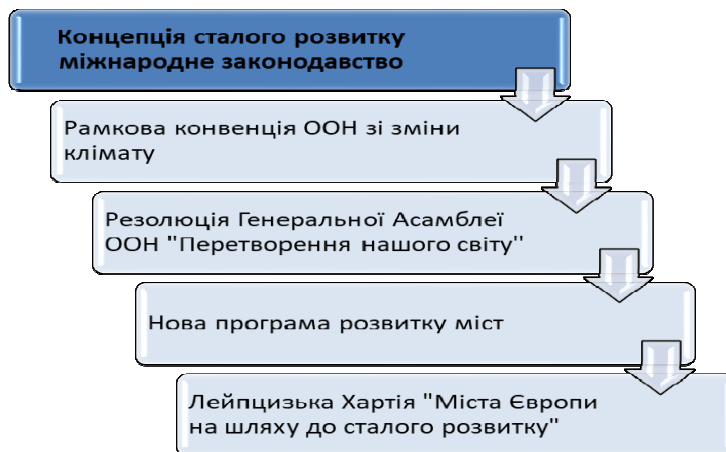 Концепція сталого розвитку
міжнародне законодавство
Рамкова конвенція ООН зі зміни
клімату
Резолюція Генеральної Асамблеї
ООН "Перетворення нашого світу"
Нова програма розвитку міст
Лейпцизька Хартія "Міста Європи
на шляху до сталого розвитку"